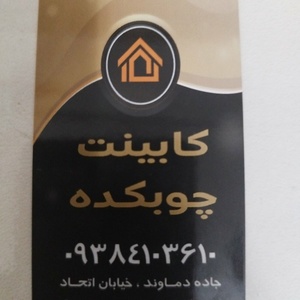 کابینت
چوبکده
۰۹۳۸۴۱۰۳۶۱۰
جاده دماوند ، خیابان اتحاد